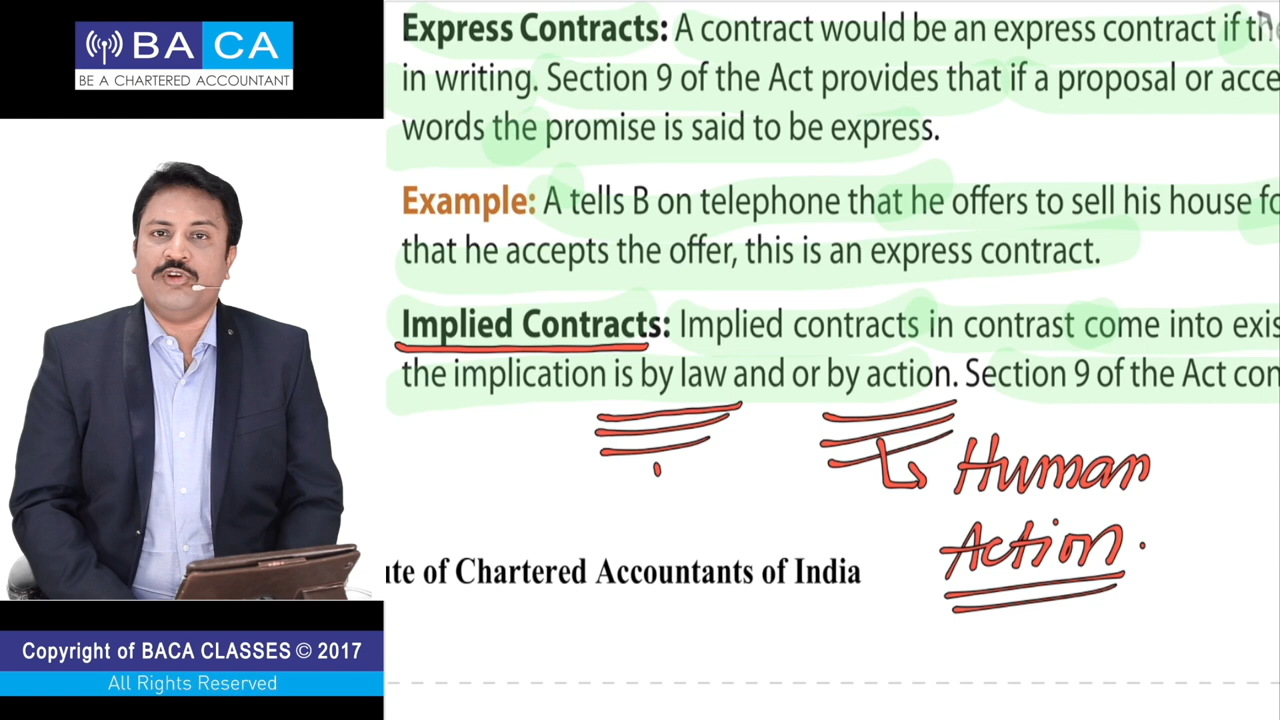 BA CA
BE A CHARTERED ACCOUNTANT
Express Contracts: A contract would be an express contract if the
in writing. Section 9 of the Act provides that if a proposal or acce
words the promise is said to be express.
Example: A tells B on telephone that he offers to sell his house fo
that he accepts the offer, this is an express contract.
Implied Contracts: Implied contracts in contrast come into exis
the implication is by law and or by action. Section 9 of the Act con
Human
Action.
ute of Chartered Accountants of India
Copyright of BACA CLASSES © 2017
All Rights Reserved